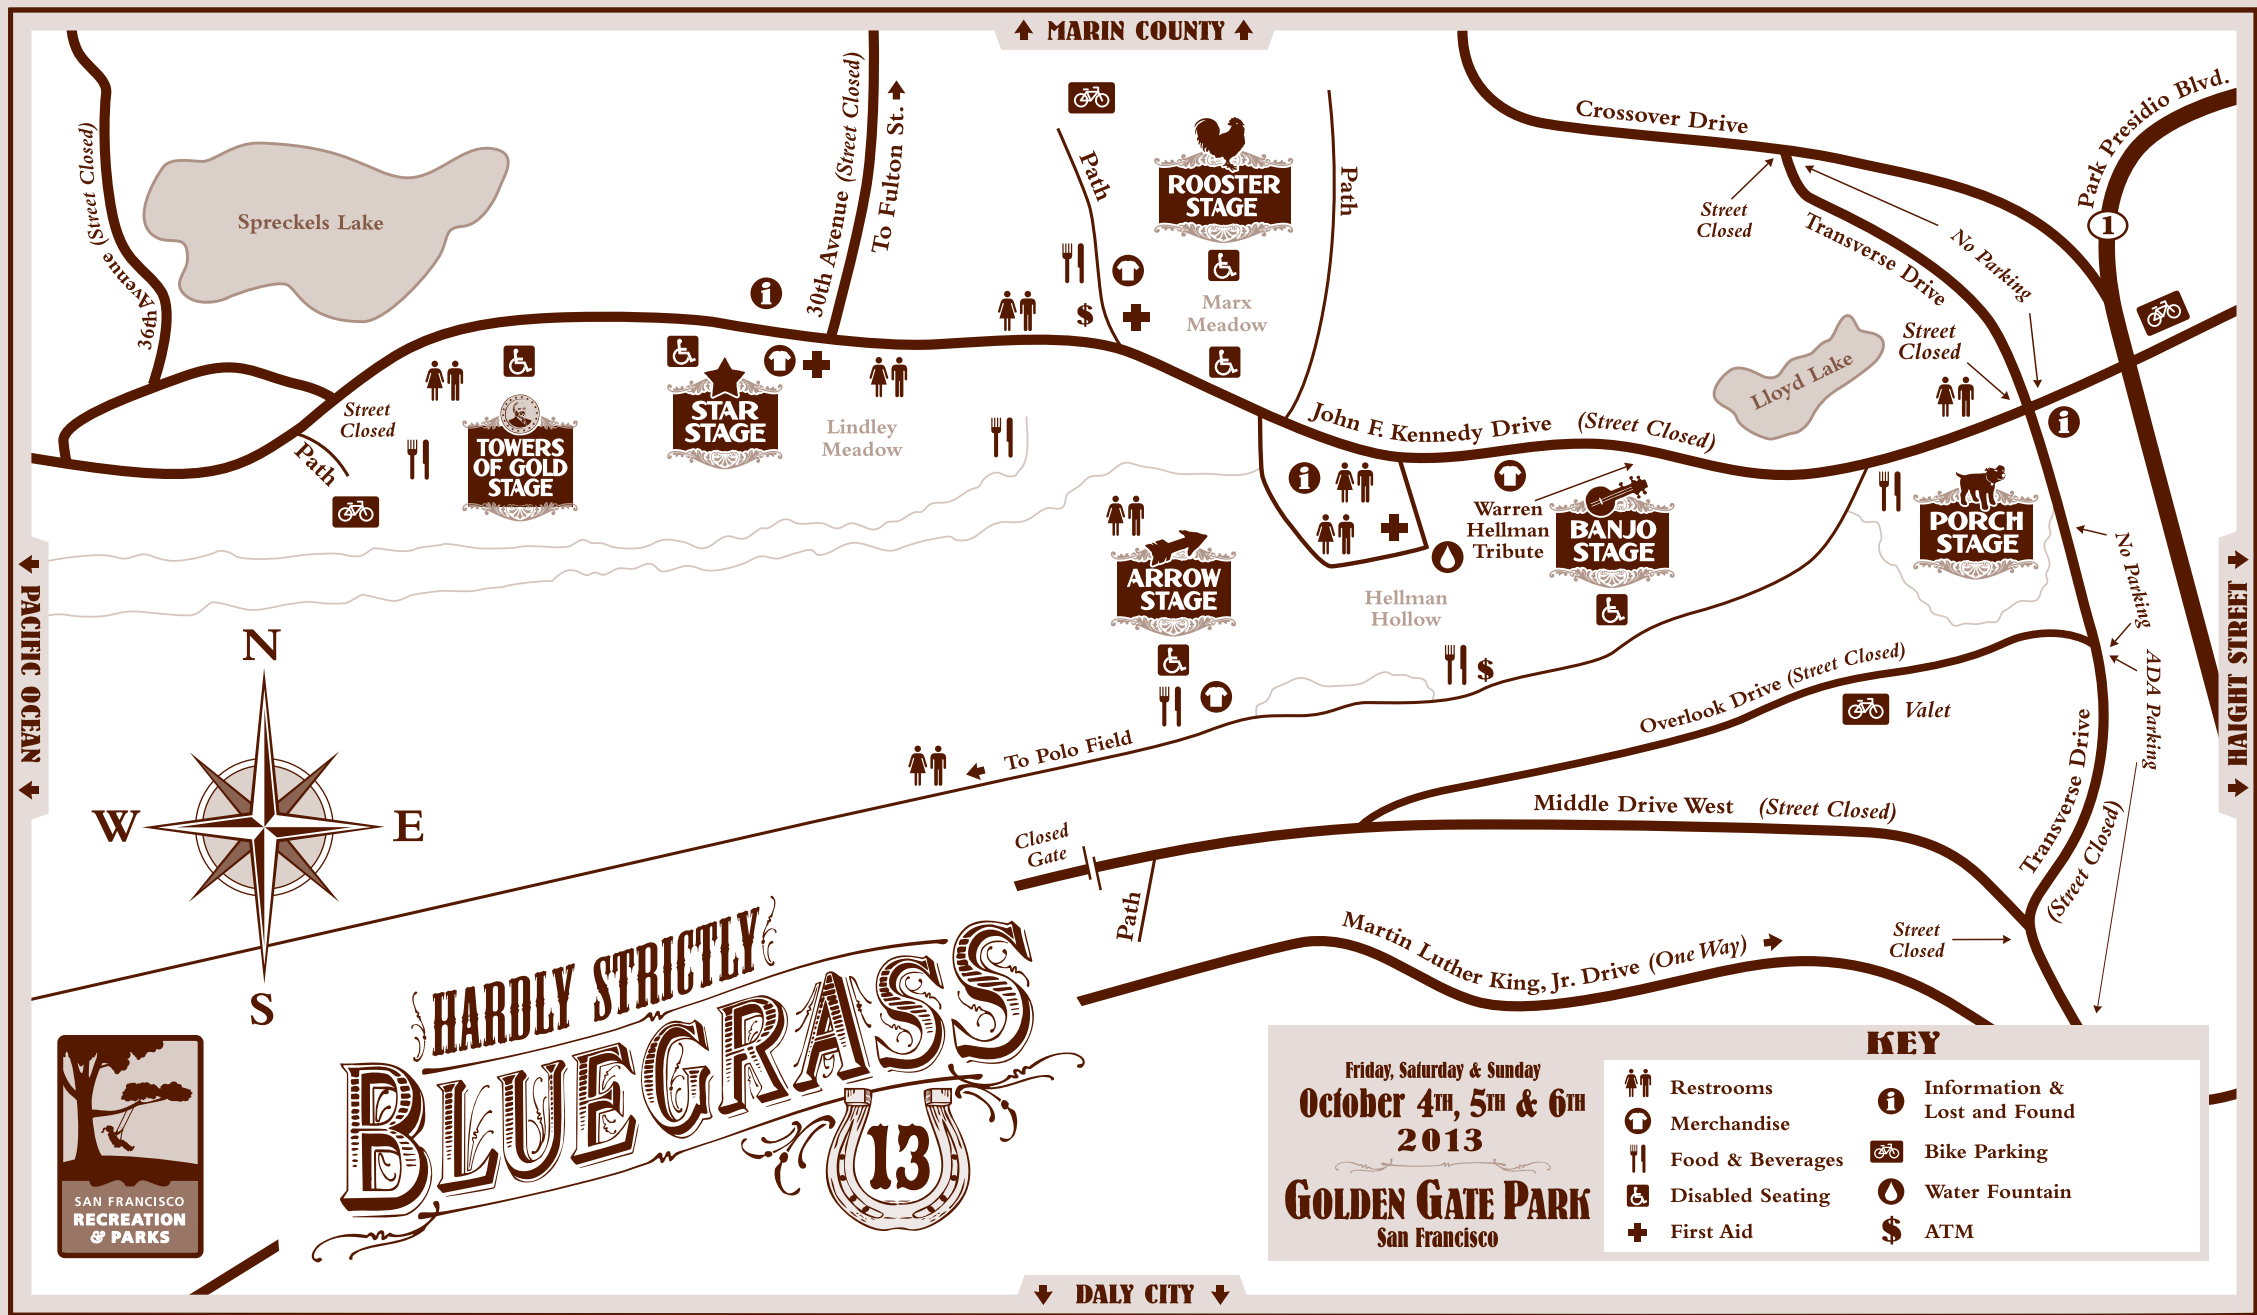 MARIN COUNTY
36th Avenue (Street Closed)
Spreckels Lake
30th Avenue (Street Closed)
To Fulton St.
Path
ROOSTER
STAGE
Marx
Meadow
Path
Crossover Drive
Street
Closed
Transverse Drive
No Parking
Park Presidio Blvd.
1
Street
Closed
Lloyd Lake
Street
Closed
Path
TOWERS
OF GOLD
STAGE
STAR
STAGE
Lindley
Meadow
John F. Kennedy Drive (Street Closed)
Warren
Hellman
Tribute
BANJO
STAGE
PORCH
STAGE
ARROW
STAGE
Hellman
Hollow
No Parking
ADA Parking
PACIFIC OCEAN
HAIGHT STREET
N
W
E
S
To Polo Field
Overlook Drive (Street Closed)
Valet
Transverse Drive
(Street Closed)
Middle Drive West (Street Closed)
Closed
Gate
Path
Martin Luther King, Jr. Drive (One Way)
Street
Closed
HARDLY STRICTLY
BLUEGRASS
13
SAN FRANCISCO
RECREATION
& PARKS
Friday, Saturday & Sunday
October 4TH, 5TH & 6TH
2013
GOLDEN GATE PARK
San Francisco
KEY
Restrooms
Merchandise
Food & Beverages
Disabled Seating
First Aid
Information &
Lost and Found
Bike Parking
Water Fountain
$ ATM
DALY CITY